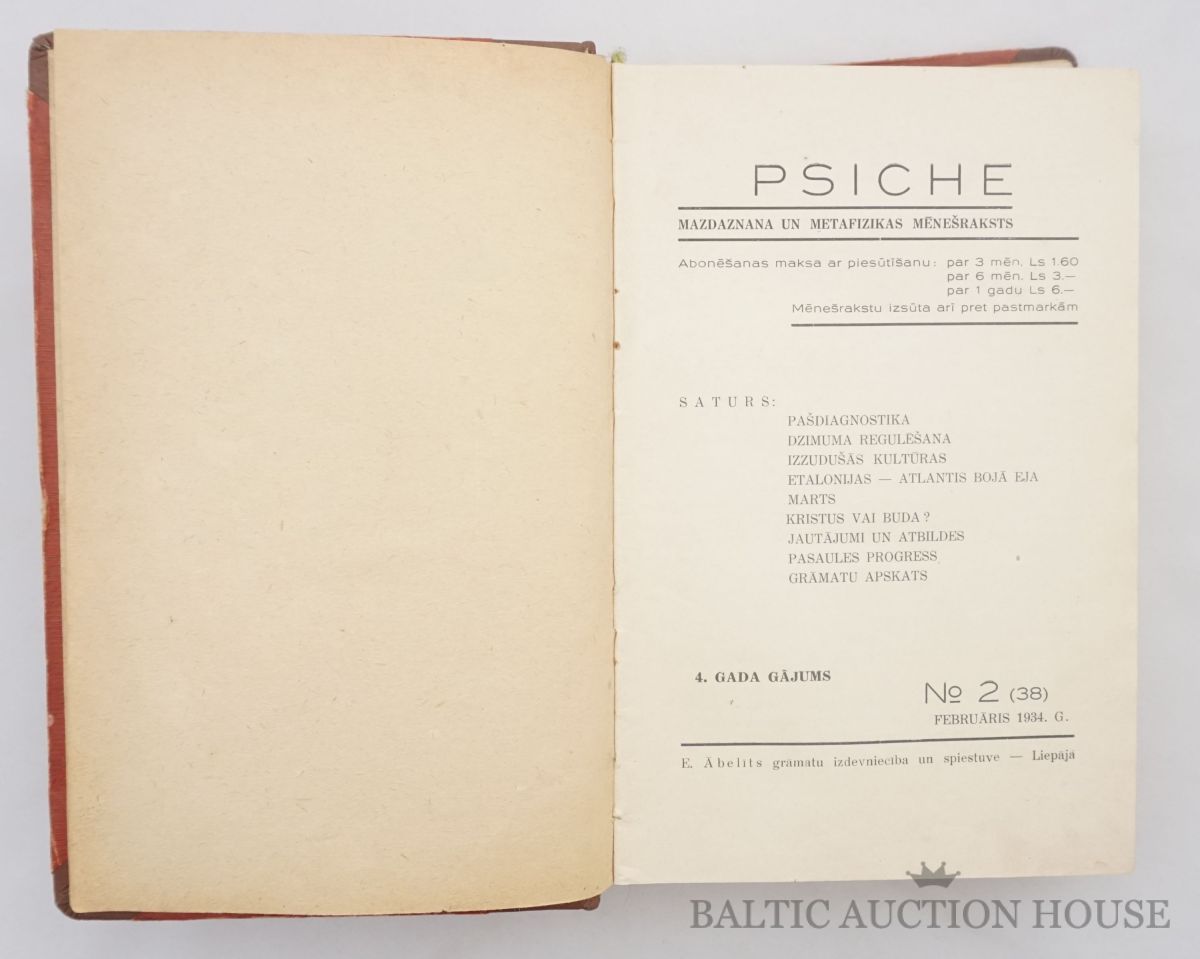 PSICHE
MAZDAZNANA UN METAFIZIKAS MĒNEŠRAKSTS
Abonēšanas maksa ar piesūtīšanu: par 3 mēn. Ls 1.60
par 6 mēn. Ls 3.—
par 1 gadu Ls 6.—
Mēnešrakstu izsūta arī pret pastmarkām
SATURS:
PAŠDIAGNOSTIKA
DZIMUMA REGULĒŠANA
IZZUDUŠĀS KULTŪRAS
ETALONIJAS — ATLANTIS BOJĀ EJA
MARTS
KRISTUS VAI BUDA?
JAUTĀJUMI UN ATBILDES
PASAULES PROGRESS
GRĀMATU APSKATS
4. GADA GĀJUMS
№ 2 (38)
FEBRUĀRIS 1934. G.
E. Ābelīts grāmatu izdevniecība un spiestuve — Liepājā
BALTIC AUCTION HOUSE